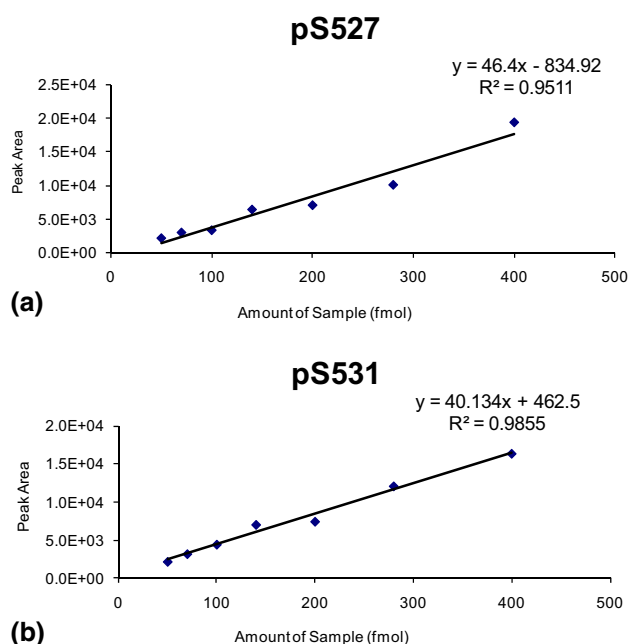 pS527
y = 46.4x - 834.92
R² = 0.9511
2.5E+04
2.0E+04
1.5E+04
1.0E+04
5.0E+03
0.0E+00
Peak Area
0 100 200 300 400 500
Amount of Sample (fmol)
(a)
pS531
y = 40.134x + 462.5
R² = 0.9855
2.0E+04
1.5E+04
1.0E+04
5.0E+03
0.0E+00
Peak Area
0 100 200 300 400 500
Amount of Sample (fmol)
(b)